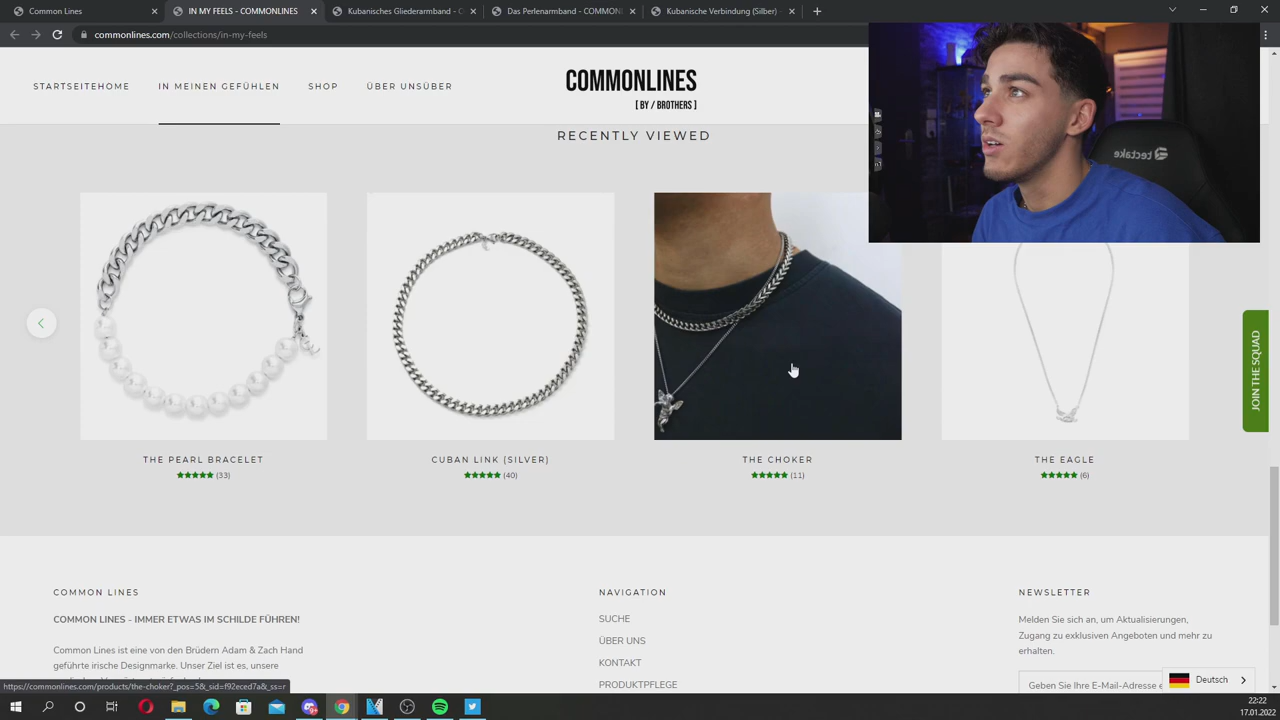 Common Lines
IN MY FEELS - COMMONLINES
Kubanisches Gliederarmband - C
Das Perlenarmband - COMMON
Kubanische Verbindung (Silber)
commonlines.com/collections/in-my-feels
STARTSEITEHOME
IN MEINEN GEFÜHLEN
SHOP
ÜBER UNSÜBER
COMMONLINES
[ BY / BROTHERS ]
RECENTLY VIEWED
tectake
THE PEARL BRACELET
(33)
CUBAN LINK {SILVER}
(40)
THE CHOKER
(11)
THE EAGLE
(6)
JOIN THE SQUAD
COMMON LINES
COMMON LINES - IMMER ETWAS IM SCHILDE FÜHREN!
Common Lines ist eine von den Brüdern Adam & Zach Hand
geführte irische Designmarke. Unser Ziel ist es, unsere
NAVIGATION
SUCHE
ÜBER UNS
KONTAKT
PRODUKTPFLEGE
NEWSLETTER
Melden Sie sich an, um Aktualisierungen,
Zugang zu exklusiven Angeboten und mehr zu
erhalten.
Geben Sie Ihre E-Mail-Adresse e
Deutsch
https://commonlines.com/products/the-choker?_pos=5&_sid=f92eced7a&_ss=r
22:22
17.01.2022